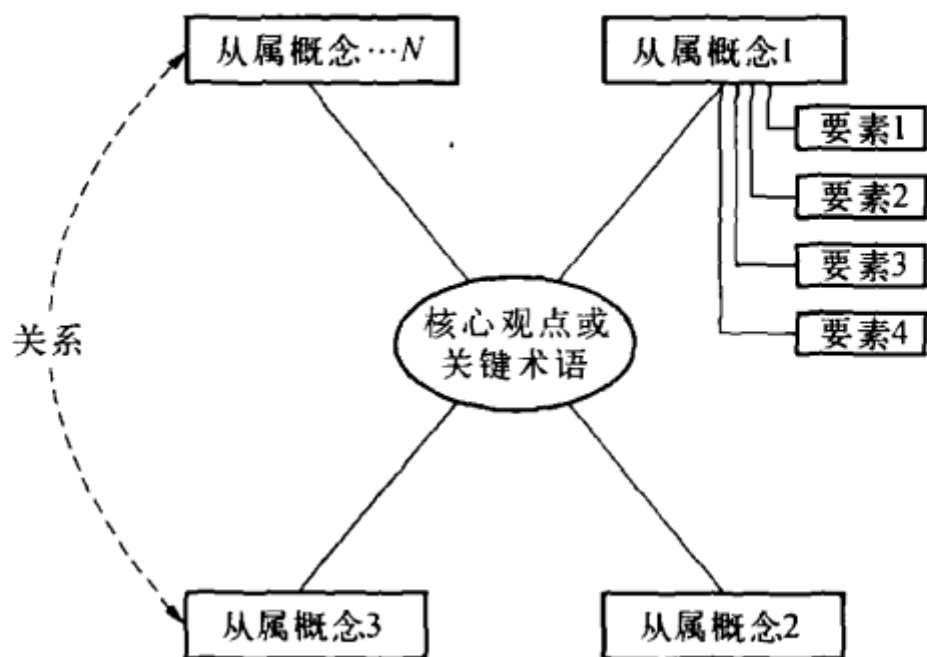 从属概念…N
从属概念1
要素1
要素2
要素3
要素4
核心观点或
关键术语
关系
从属概念3
从属概念2